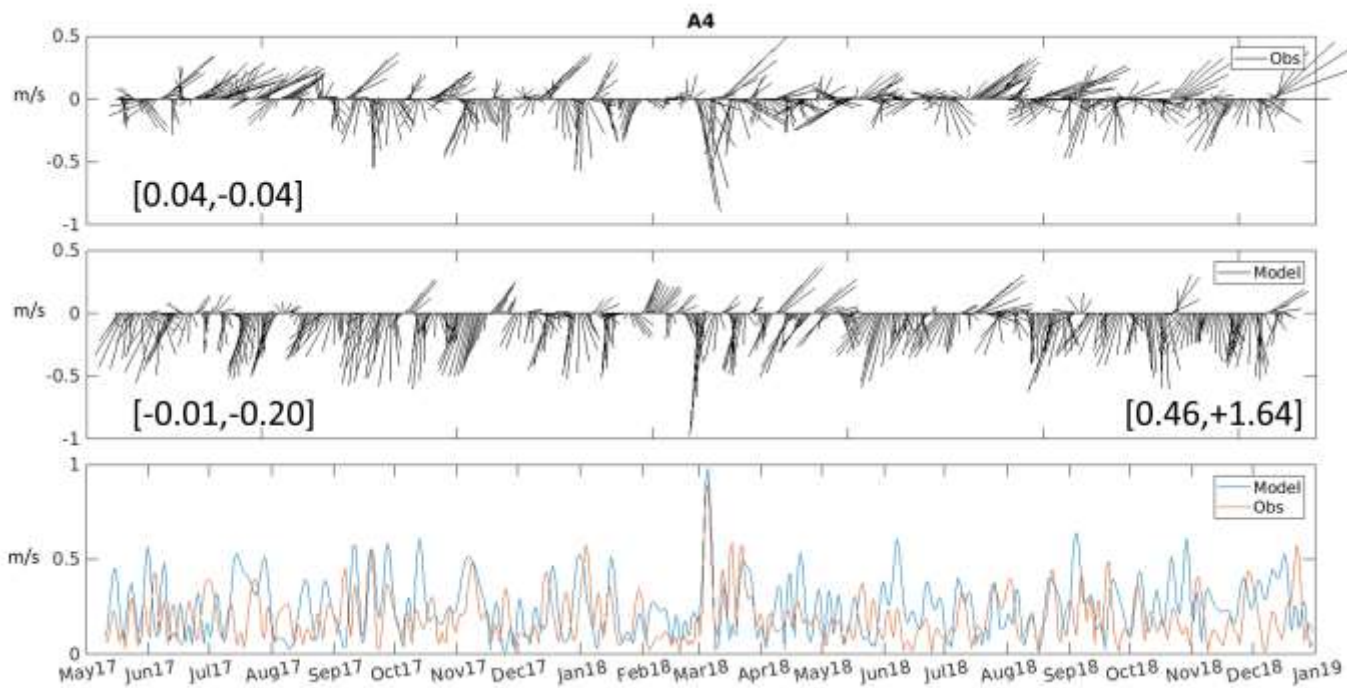 A4
0.5
Obs
m/s
0
-0.5
[0.04,-0.04]
-1
0.5
Model
m/s
0
-0.5
[-0.01,-0.20]
[0.46,+1.64]
-1
1
Model
Obs
m/s
0.5
0
May17 Jun17 Jul17 Aug17 Sep17 Oct17 Nov17 Dec17 Jan18 Feb18 Mar18 Apr18 May18 Jun18 Jul18 Aug18 Sep18 Oct18 Nov18 Dec18 Jan19